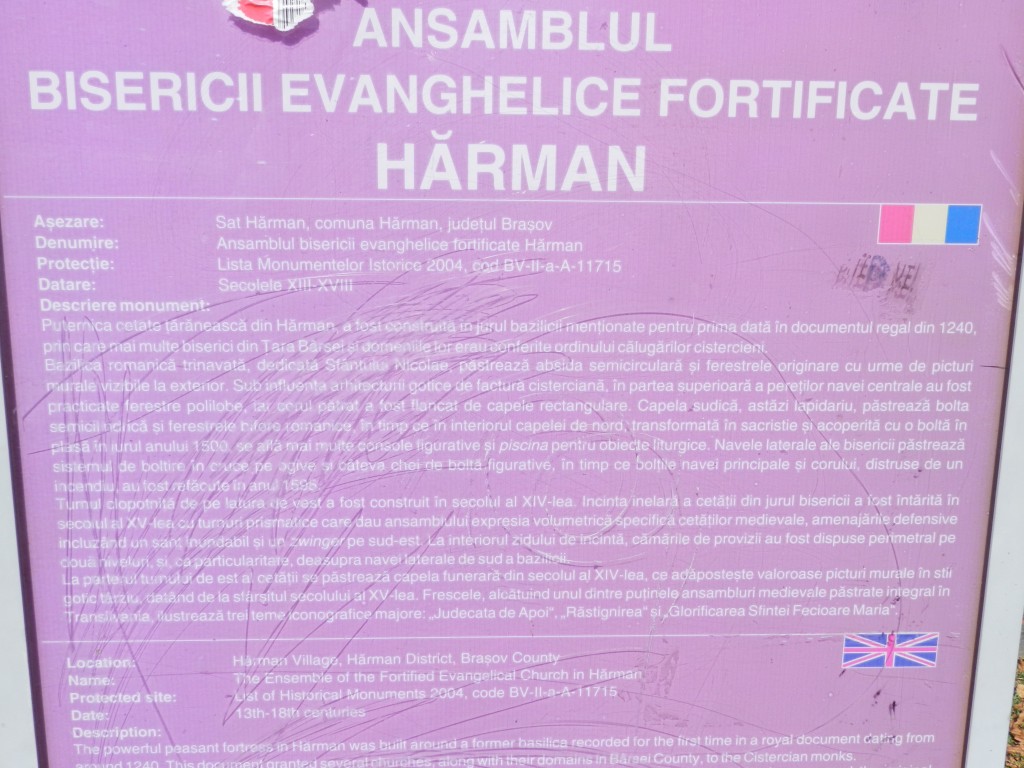 ANSAMBLUL
BISERICII EVANGHELICE FORTIFICATE
HĂRMAN
Așezare: Sat Hărman, comuna Hărman, județul Brașov
Denumire: Ansamblul bisericii evanghelice fortificate Hărman
Protecție: Lista Monumentelor Istorice 2004, cod BV-II-a-A-11715
Datare: Secolele XIII-XVIII
Descriere monument:
Puternica cetate țărănească din Hărman, a fost construită în jurul bazilicii menționate pentru prima dată în documentul regal din 1240,
prin care mai multe biserici din Țara Bârsei și domeniile lor erau conferite ordinului călugărilor cistercieni.
Bazilica romanică trinavată, dedicată Sfântului Nicolae, păstrează absida semicirculară și ferestrele originare cu urme de picturi
murale vizibile la exterior. Sub influența arhitecturii gotice de factură cisterciană, în partea superioară a pereților navei centrale au fost
practicate ferestre polilobe, iar corul pătrat a fost flancat de capele rectangulare. Capela sudică, astăzi lapidariu, păstrează bolta
semicilindrică și ferestrele bifore romanice, în timp ce în interiorul capelei de nord, transformată în sacristie și acoperită cu o boltă în
plasă în jurul anului 1500, se află mai multe console figurative și piscina pentru obiecte liturgice. Navele laterale ale bisericii păstrează
sistemul de boltire în cruce pe ogive și câteva chei de boltă figurative, în timp ce bolțile navei principale și corului, distruse de un
incendiu, au fost refăcute în anul 1595.
Turnul clopotniță de pe latura de vest a fost construit în secolul al XIV-lea. Incinta inelară a cetății din jurul bisericii a fost întărită în
secolul al XV-lea cu turnuri prismatice care dau ansamblului expresia volumetrică specifică cetăților medievale, amenajările defensive
incluzând un șanț inundabil și un zwinger pe sud-est. La interiorul zidului de incintă, cămările de provizii au fost dispuse perimetral pe
două niveluri, și, ca particularitate, deasupra navei laterale de sud a bazilicii.
La parterul turnului de est al cetății se păstrează capela funerară din secolul al XIV-lea, ce adăpostește valoroase picturi murale în stil
gotic târziu, datând de la sfârșitul secolului al XV-lea. Frescele, alcătuind unul dintre puținele ansambluri medievale păstrate integral în
Transilvania, ilustrează trei teme iconografice majore: „Judecata de Apoi“, „Răstignirea“ și „Glorificarea Sfintei Fecioare Maria“.
Location: Hărman Village, Hărman District, Brașov County
Name: The Ensemble of the Fortified Evangelical Church in Hărman
Protected site: List of Historical Monuments 2004, code BV-II-a-A-11715
Date: 13th-18th centuries
Description:
The powerful peasant fortress in Hărman was built around a former basilica recorded for the first time in a royal document dating from
around 1240. This document granted several churches, along with their domains in Bârsei County, to the Cistercian monks.